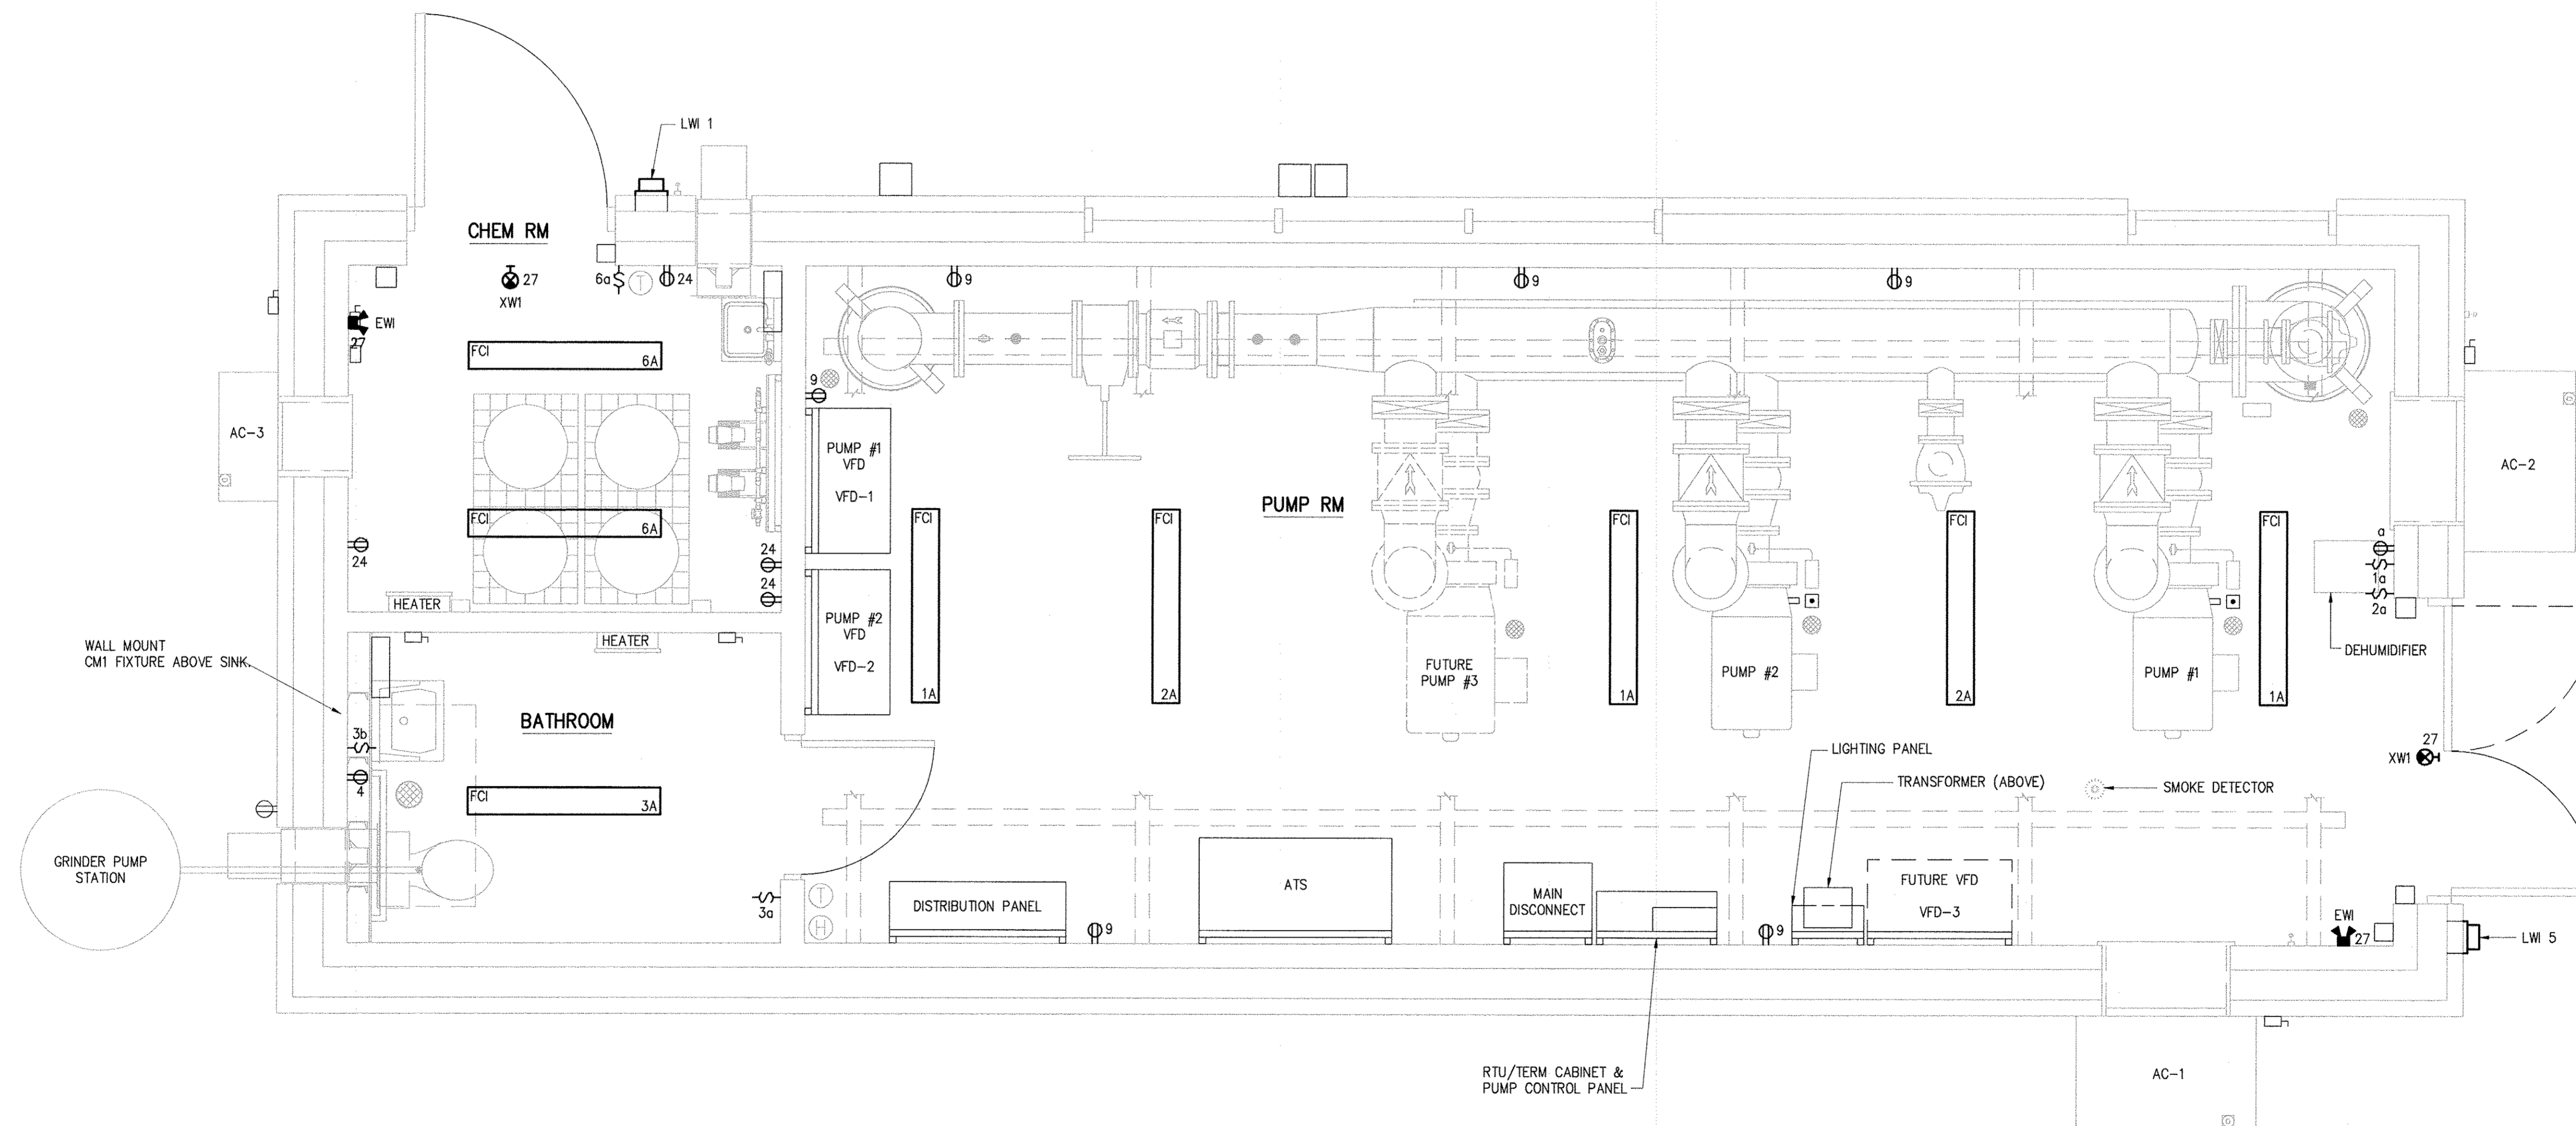 LWI 1
CHEM RM
27
XW1
6a
T
24
9
9
9
EWI
27
FCI
6A
9
AC-3
PUMP #1
VFD
VFD-1
PUMP RM
AC-2
FCI
6A
FCI
1A
FCI
2A
FCI
1A
FCI
2A
FCI
1A
24
24
24
a
1a
2a
HEATER
HEATER
PUMP #2
VFD
VFD-2
WALL MOUNT
CM1 FIXTURE ABOVE SINK.
DEHUMIDIFIER
FUTURE
PUMP #3
PUMP #2
PUMP #1
BATHROOM
3b
4
LIGHTING PANEL
TRANSFORMER (ABOVE)
27
XW1
SMOKE DETECTOR
FCI
3A
GRINDER PUMP
STATION
3a
T
H
DISTRIBUTION PANEL
9
ATS
MAIN
DISCONNECT
9
FUTURE VFD
VFD-3
EWI
27
LWI 5
RTU/TERM CABINET &
PUMP CONTROL PANEL
AC-1